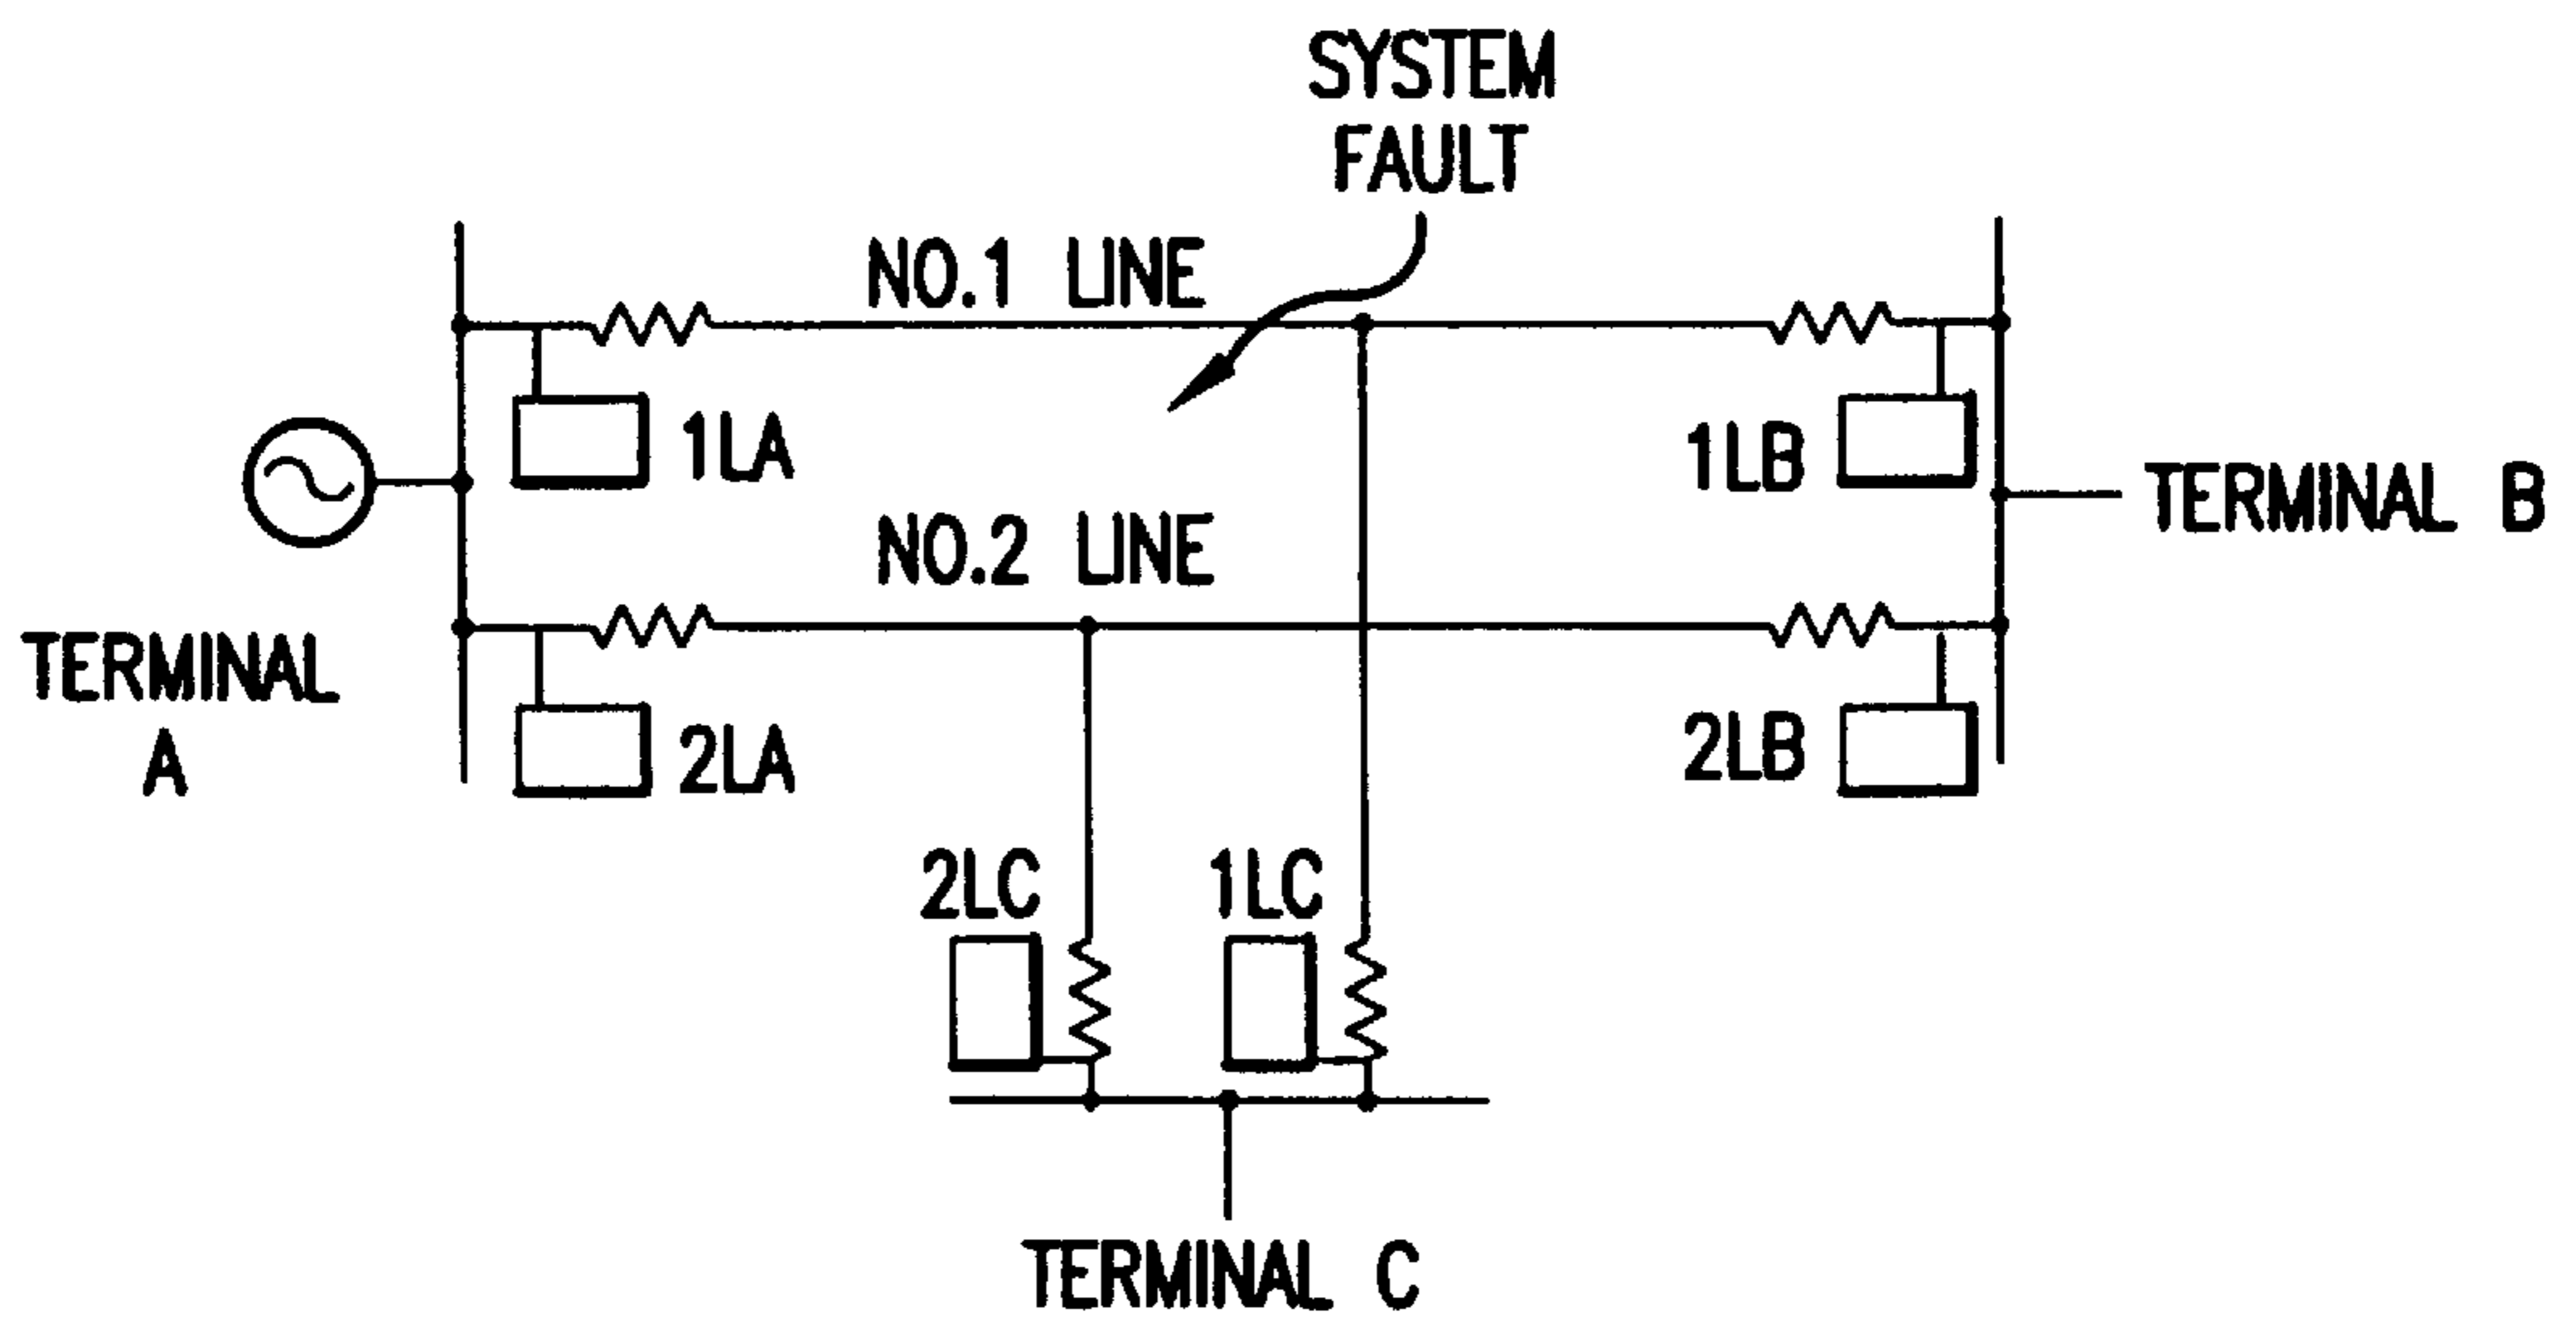 SYSTEM
FAULT
NO.1 LINE
1LA
1LB
TERMINAL B
NO.2 LINE
TERMINAL
A
2LA
2LB
2LC
1LC
TERMINAL C